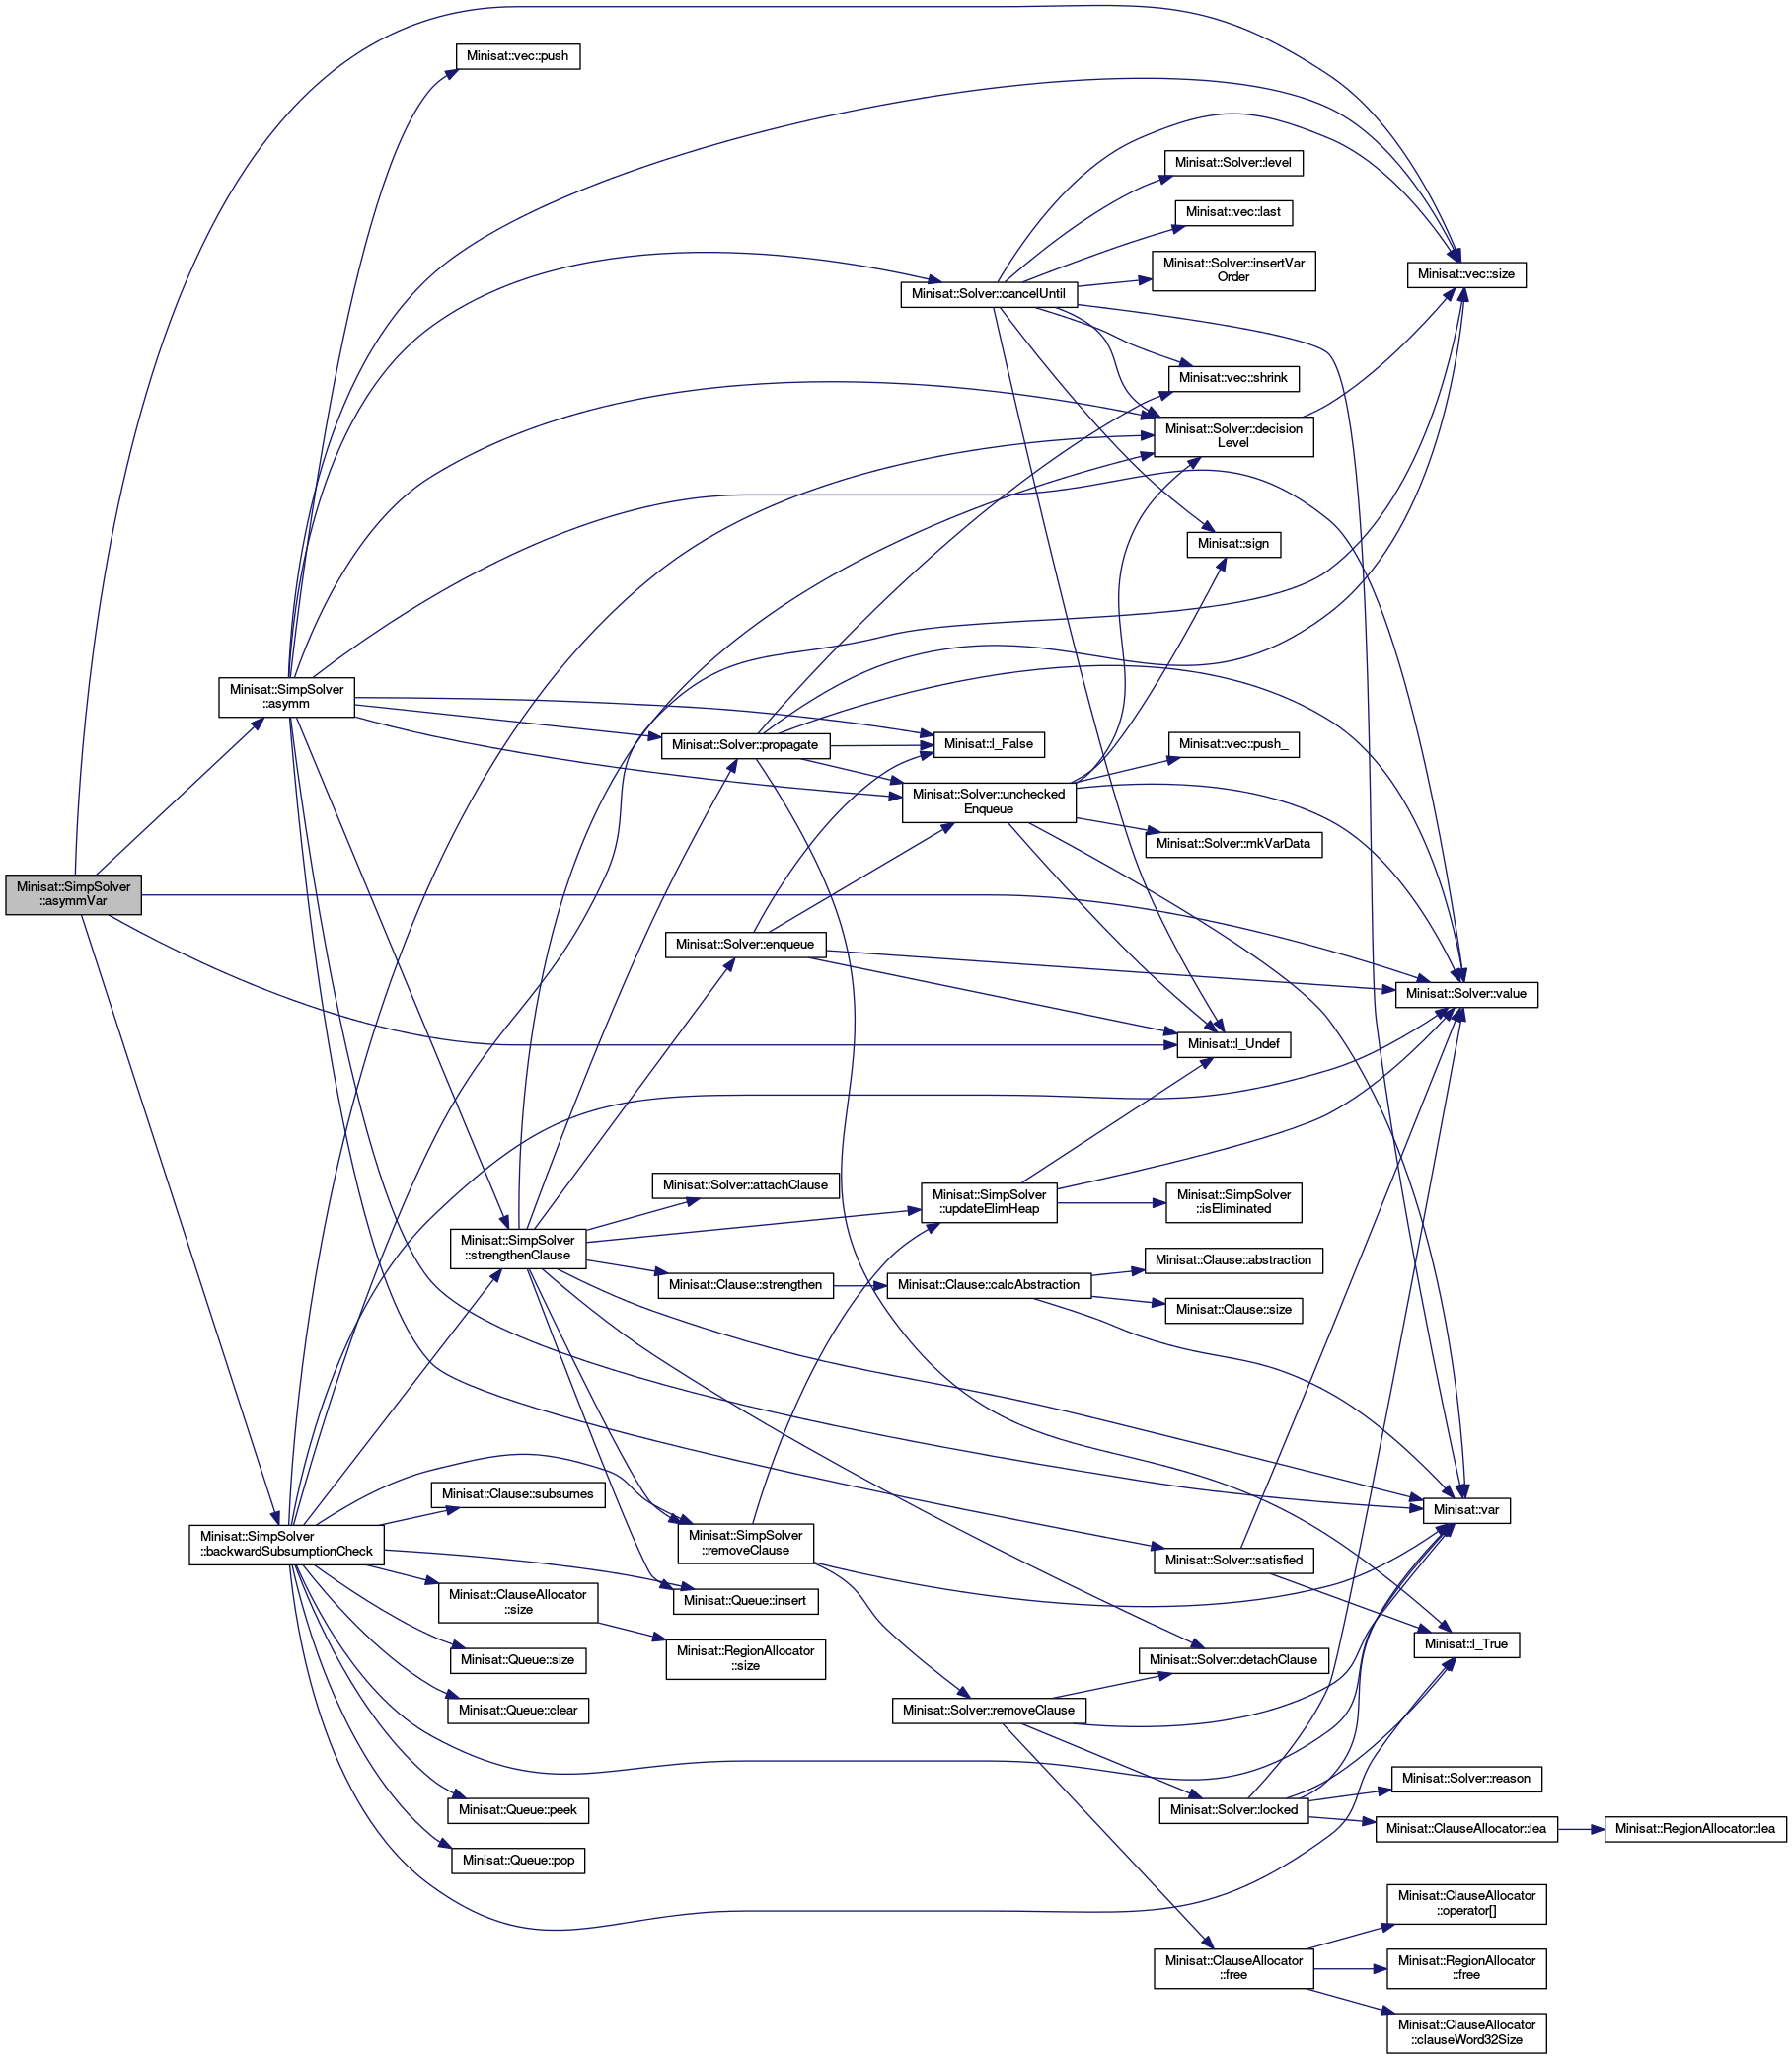 Minisat::vec::push
Minisat::Solver::level
Minisat::vec::last
Minisat::Solver::insertVar
Order
Minisat::vec::size
Minisat::Solver::cancelUntil
Minisat::vec::shrink
Minisat::Solver::decision
Level
Minisat::sign
Minisat::SimpSolver
::asymm
Minisat::Solver::propagate
Minisat::l_False
Minisat::vec::push_
Minisat::Solver::unchecked
Enqueue
Minisat::Solver::mkVarData
Minisat::SimpSolver
::asymmVar
Minisat::Solver::enqueue
Minisat::Solver::value
Minisat::l_Undef
Minisat::Solver::attachClause
Minisat::SimpSolver
::updateElimHeap
Minisat::SimpSolver
::isEliminated
Minisat::SimpSolver
::strengthenClause
Minisat::Clause::abstraction
Minisat::Clause::strengthen
Minisat::Clause::calcAbstraction
Minisat::Clause::size
Minisat::Clause::subsumes
Minisat::var
Minisat::SimpSolver
::backwardSubsumptionCheck
Minisat::SimpSolver
::removeClause
Minisat::Solver::satisfied
Minisat::ClauseAllocator
::size
Minisat::Queue::insert
Minisat::l_True
Minisat::Queue::size
Minisat::RegionAllocator
::size
Minisat::Solver::detachClause
Minisat::Queue::clear
Minisat::Solver::removeClause
Minisat::Solver::reason
Minisat::Queue::peek
Minisat::Solver::locked
Minisat::ClauseAllocator::lea
Minisat::RegionAllocator::lea
Minisat::Queue::pop
Minisat::ClauseAllocator
::operator[]
Minisat::ClauseAllocator
::free
Minisat::RegionAllocator
::free
Minisat::ClauseAllocator
::clauseWord32Size